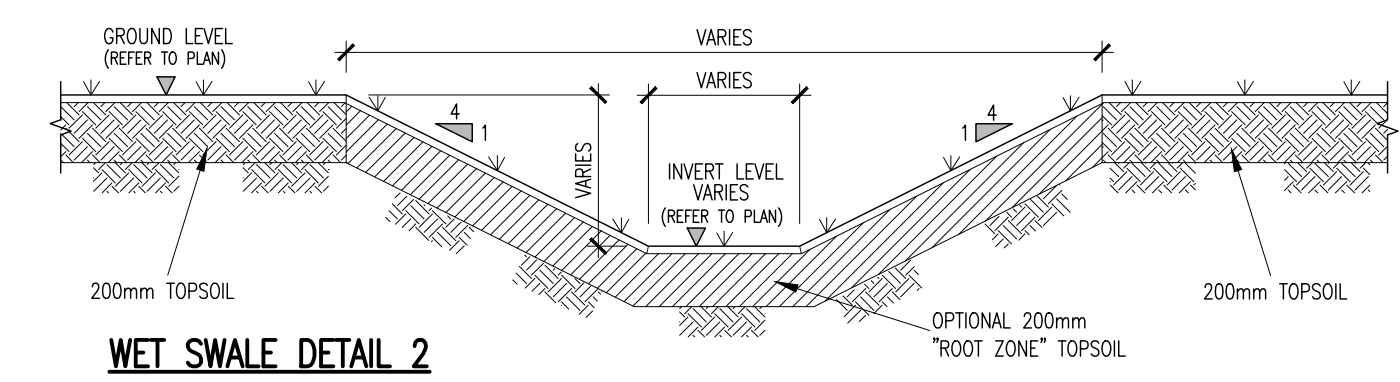 GROUND LEVEL
(REFER TO PLAN)
VARIES
VARIES
4
1
4
1
VARIES
INVERT LEVEL
VARIES
(REFER TO PLAN)
200mm TOPSOIL
200mm TOPSOIL
OPTIONAL 200mm
"ROOT ZONE" TOPSOIL
WET SWALE DETAIL 2